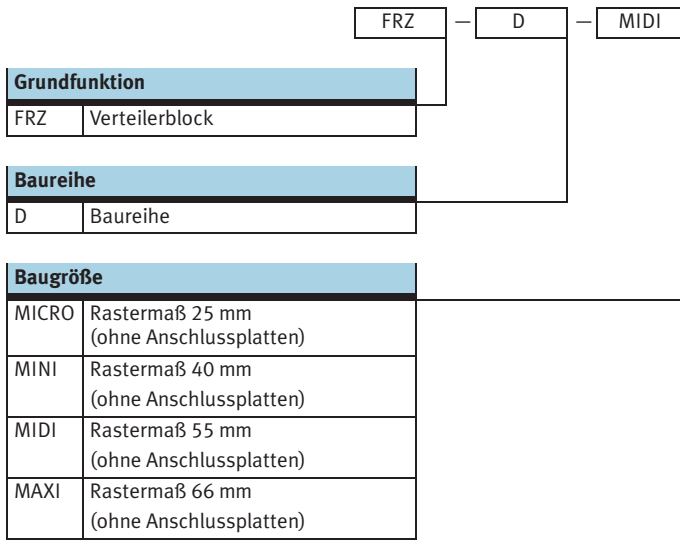 FRZ — D — MIDI
Grundfunktion
FRZ Verteilerblock
Baureihe
D Baureihe
Baugröße
MICRO Rastermaß 25 mm
(ohne Anschlussplatten)
MINI Rastermaß 40 mm
(ohne Anschlussplatten)
MIDI Rastermaß 55 mm
(ohne Anschlussplatten)
MAXI Rastermaß 66 mm
(ohne Anschlussplatten)